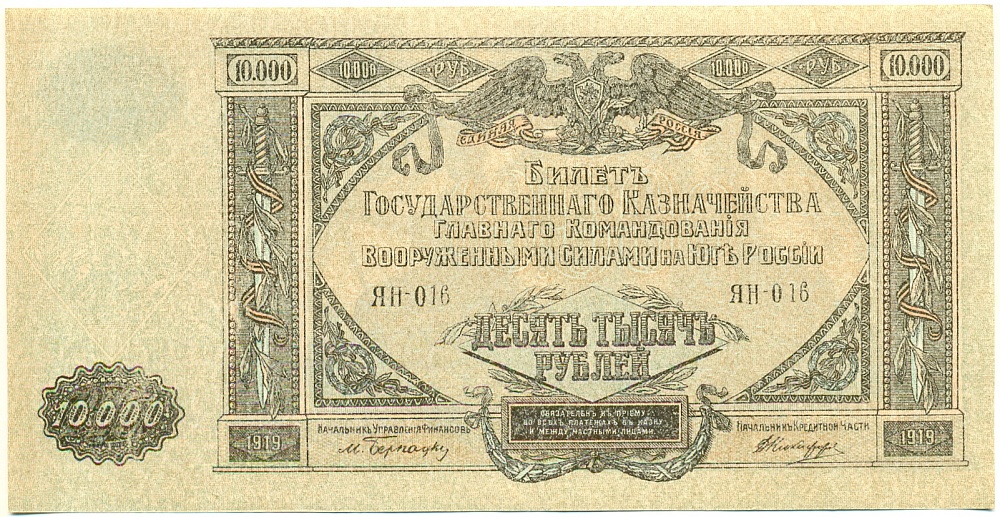 10.000
10.000
РУБ.
10.000
РУБ.
10.000
ЕДИНАЯ
РОССІЯ
БИЛЕТЪ
ГОСУДАРСТВЕННАГО КАЗНАЧЕЙСТВА
ГЛАВНАГО КОМАНДОВАНІЯ
ВООРУЖЕННЫМИ СИЛАМИ НА ЮГѢ РОССІИ
ЯН-016
ЯН-016
ДЕСЯТЬ ТЫСЯЧЪ
РУБЛЕЙ
10.000
ОБЯЗАТЕЛЕНЪ КЪ ПРІЕМУ
ВО ВСѢХЪ ПЛАТЕЖАХЪ ВЪ КАЗНУ
И МЕЖДУ ЧАСТНЫМИ ЛИЦАМИ.
1919
НАЧАЛЬНИКЪ УПРАВЛЕНІЯ ФИНАНСОВЪ
М. Бернацкий
НАЧАЛЬНИКЪ КРЕДИТНОЙ ЧАСТИ
1919